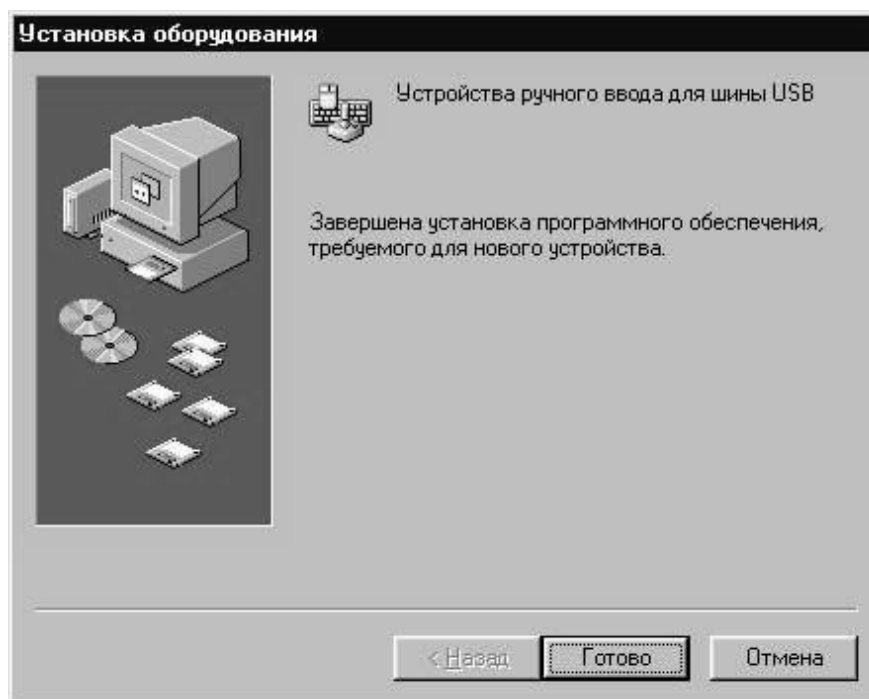 Установка оборудования
Устройства ручного ввода для шины USB
Завершена установка программного обеспечения,
требуемого для нового устройства.
< Назад
Готово
Отмена